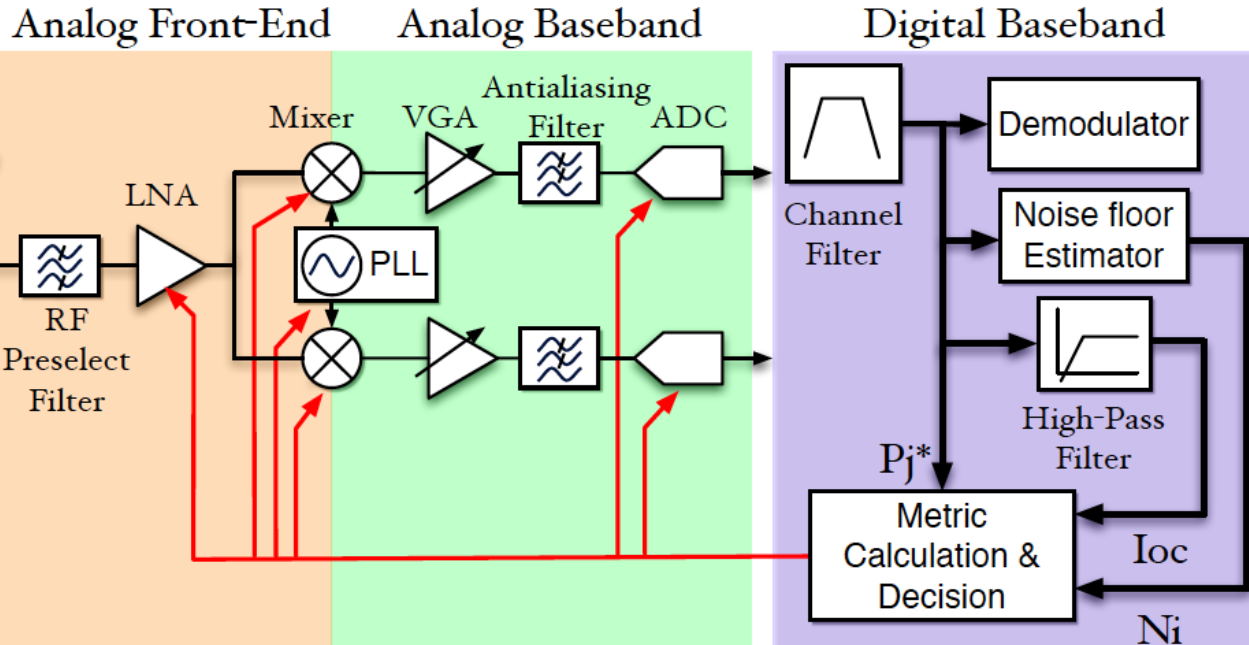 Analog Front-End
Analog Baseband
Digital Baseband
Mixer
VGA
Antialiasing
Filter
ADC
LNA
PLL
RF
Preselect
Filter
Channel
Filter
Demodulator
Noise floor
Estimator
High-Pass
Filter
Pj*
Metric
Calculation &
Decision
Ioc
Ni